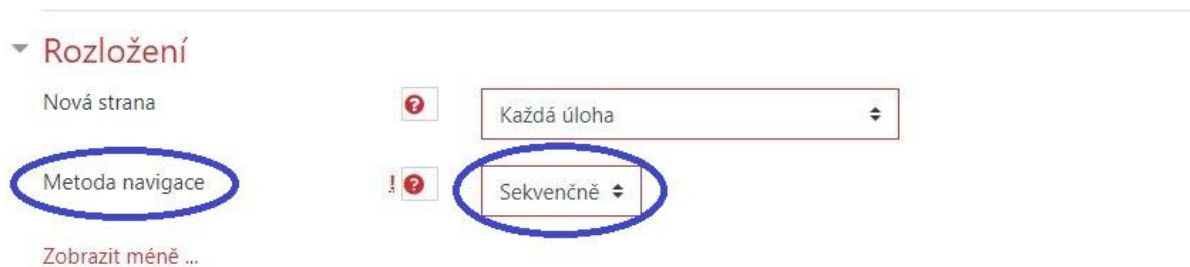 Rozložení
Nová strana Každá úloha
Metoda navigace ! Sekvenčně
Zobrazit méně ...